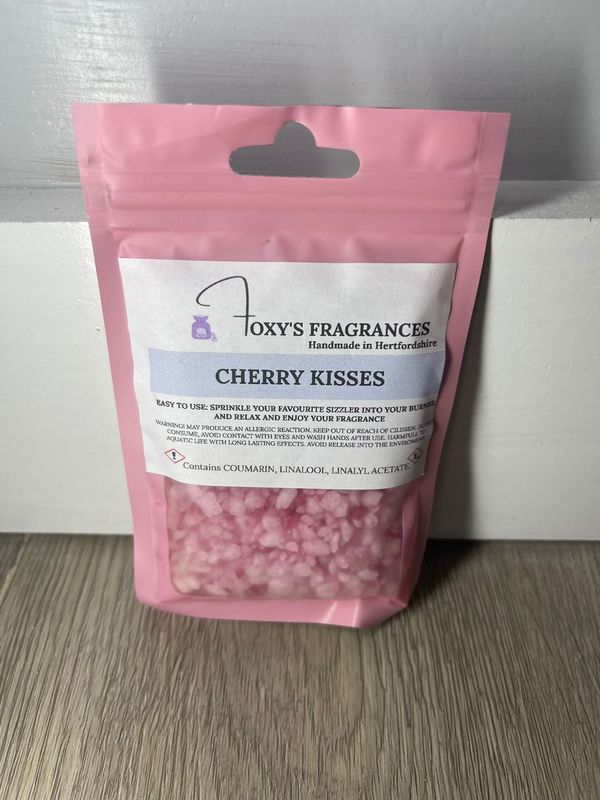 FOXY'S FRAGRANCES
Handmade in Hertfordshire
CHERRY KISSES
EASY TO USE: SPRINKLE YOUR FAVOURITE SIZZLER INTO YOUR BURNER,
AND RELAX AND ENJOY YOUR FRAGRANCE
WARNING! MAY PRODUCE AN ALLERGIC REACTION. KEEP OUT OF REACH OF CILDREN. DO NOT
CONSUME, AVOID CONTACT WITH EYES AND WASH HANDS AFTER USE. HARMFULL TO
AQUATIC LIFE WITH LONG LASTING EFFECTS. AVOID RELEASE INTO THE ENVIROMENT.
Contains COUMARIN, LINALOOL, LINALYL ACETATE.